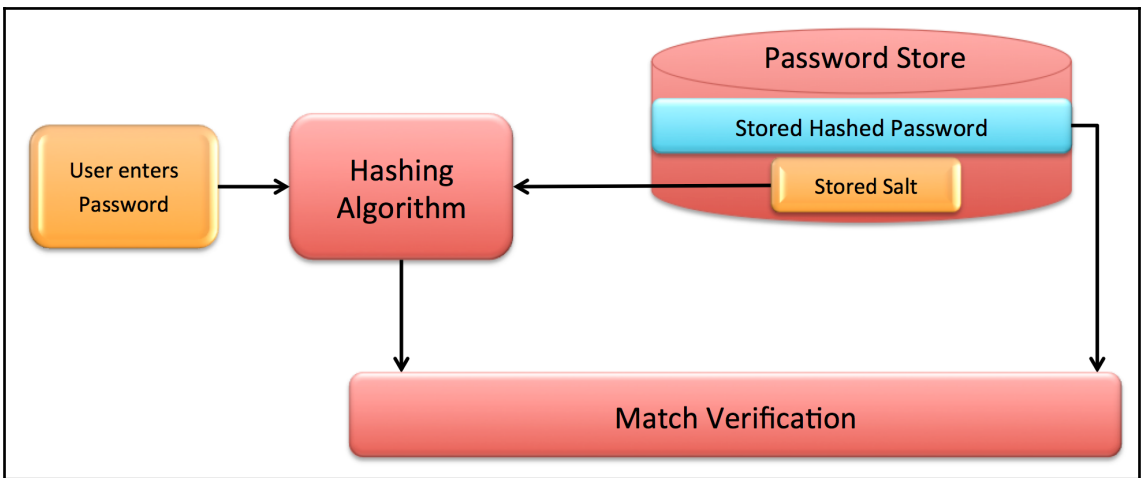 Password Store
Stored Hashed Password
User enters
Password
Hashing
Algorithm
Stored Salt
Match Verification